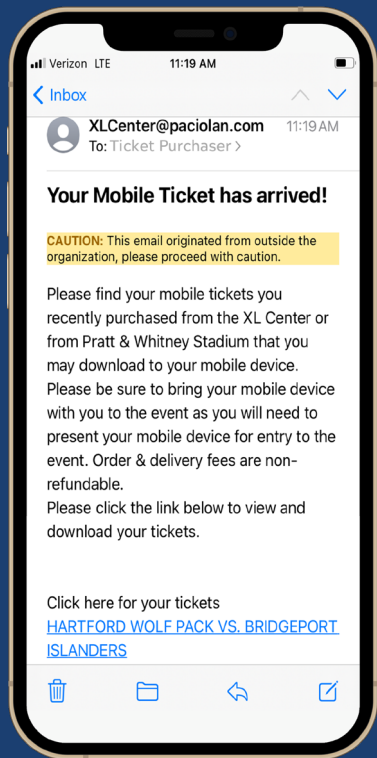 Verizon LTE 11:19 AM
Inbox
XLCenter@paciolan.com 11:19 AM
To: Ticket Purchaser
Your Mobile Ticket has arrived!
CAUTION: This email originated from outside the
organization, please proceed with caution.
Please find your mobile tickets you
recently purchased from the XL Center or
from Pratt & Whitney Stadium that you
may download to your mobile device.
Please be sure to bring your mobile device
with you to the event as you will need to
present your mobile device for entry to the
event. Order & delivery fees are non-
refundable.
Please click the link below to view and
download your tickets.
Click here for your tickets
HARTFORD WOLF PACK VS. BRIDGEPORT
ISLANDERS